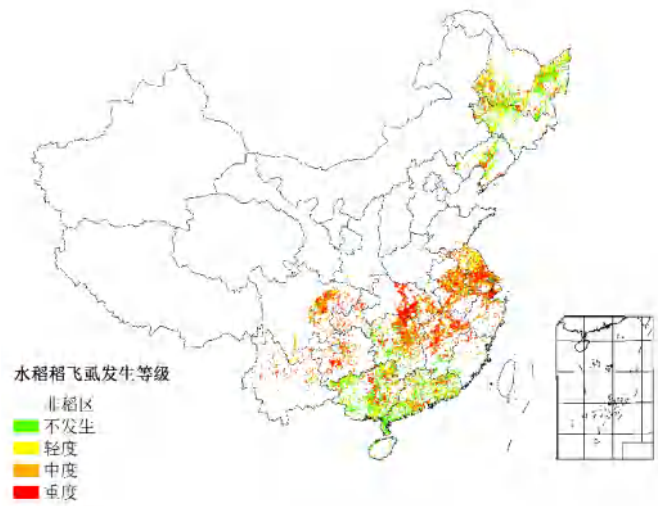 水稻稻飞虱发生等级
非稻区
不发生
轻度
中度
重度